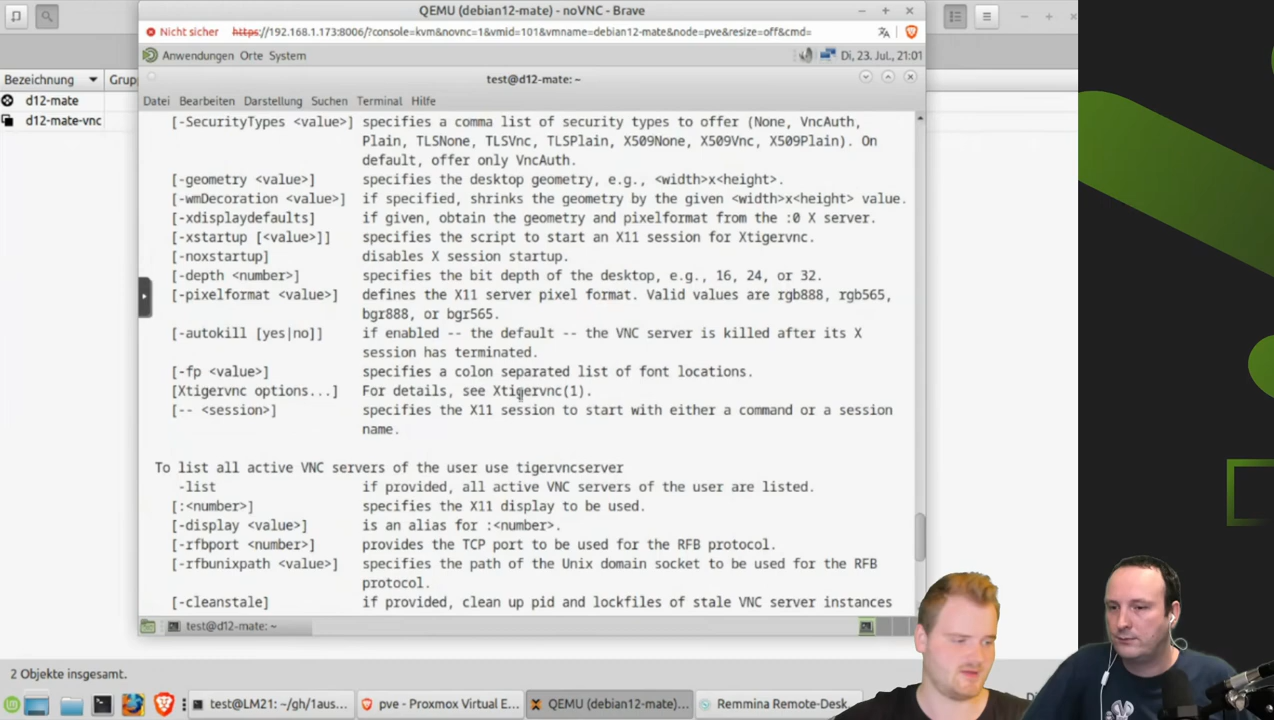 QEMU (debian12-mate) - noVNC - Brave
Nicht sicher https://192.168.1.173:8006/?console=kvm&novnc=1&vmid=101&vmname=debian12-mate&node=pve&resize=off&cmd=
Anwendungen Orte System Di, 23. Jul., 21:01
test@d12-mate: ~
Bezeichnung Grup
Datei Bearbeiten Darstellung Suchen Terminal Hilfe
d12-mate
d12-mate-vnc
[-SecurityTypes <value>] specifies a comma list of security types to offer (None, VncAuth,
Plain, TLSNone, TLSVnc, TLSPlain, X509None, X509Vnc, X509Plain). On
default, offer only VncAuth.
[-geometry <value>] specifies the desktop geometry, e.g., <width>x<height>.
[-wmDecoration <value>] if specified, shrinks the geometry by the given <width>x<height> value.
[-xdisplaydefaults] if given, obtain the geometry and pixelformat from the :0 X server.
[-xstartup [<value>]] specifies the script to start an X11 session for Xtigervnc.
[-noxstartup] disables X session startup.
[-depth <number>] specifies the bit depth of the desktop, e.g., 16, 24, or 32.
[-pixelformat <value>] defines the X11 server pixel format. Valid values are rgb888, rgb565,
bgr888, or bgr565.
[-autokill [yes|no]] if enabled -- the default -- the VNC server is killed after its X
session has terminated.
[-fp <value>] specifies a colon separated list of font locations.
[Xtigervnc options...] For details, see Xtigervnc(1).
[-- <session>] specifies the X11 session to start with either a command or a session
name.
To list all active VNC servers of the user use tigervncserver
-list if provided, all active VNC servers of the user are listed.
[:<number>] specifies the X11 display to be used.
[-display <value>] is an alias for :<number>.
[-rfbport <number>] provides the TCP port to be used for the RFB protocol.
[-rfbunixpath <value>] specifies the path of the Unix domain socket to be used for the RFB
protocol.
[-cleanstale] if provided, clean up pid and lockfiles of stale VNC server instances
test@d12-mate: ~
2 Objekte insgesamt.
test@LM21: ~/gh/1aus... pve - Proxmox Virtual E... QEMU (debian12-mate)... Remmina Remote-Desk...